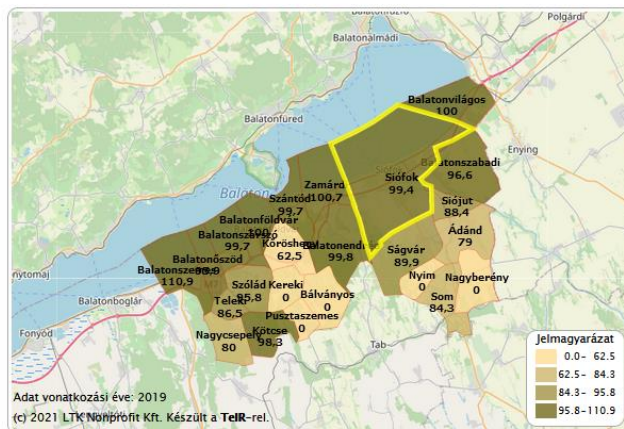 Polgárdi
Balatonalmádi
Balatonfüred
Balatonvilágos
100
Enying
Balatonszabadi
96,6
Siófok
99,4
Siójut
88,4
Zamárdi
100,7
Szántód
99,7
Balaton
Balatonföldvár
100
Balatonszárszó
99,7
Kőröshegy
62,5
Balatonendréd
99,8
Ságvár
89,9
Ádánd
79
Balatonőszöd
Balatonszemes
110,9
Nyim
0
Nagyberény
0
Som
84,3
Szólád
95,8
Kereki
0
Bálványos
0
Teleki
86,5
Pusztaszemes
0
Kötcse
98,3
Nagycsepely
80
Balatonboglár
Fonyód
Tab
Jelmagyarázat
0.0- 62.5
62.5- 84.3
84.3- 95.8
95.8-110.9
Adat vonatkozási éve: 2019
(c) 2021 LTK Nonprofit Kft. Készült a TeIR-rel.